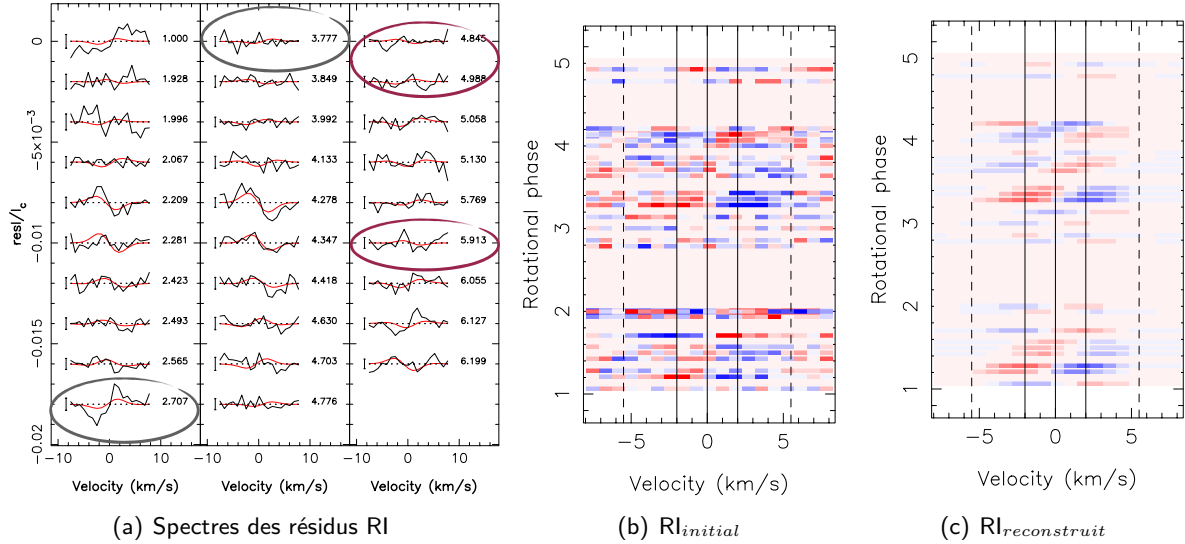 0
−5×10⁻³
−0.01
−0.015
−0.02
resI/I_c
1.000
1.928
1.996
2.067
2.209
2.281
2.423
2.493
2.565
2.707
3.777
3.849
3.992
4.133
4.278
4.347
4.418
4.630
4.703
4.776
4.845
4.988
5.058
5.130
5.769
5.913
6.055
6.127
6.199
−10 0 10
−10 0 10
−10 0 10
Velocity (km/s)
Velocity (km/s)
Velocity (km/s)
(a) Spectres des résidus RI
Rotational phase
5
4
3
2
1
−5 0 5
Velocity (km/s)
(b) RI_initial
Rotational phase
5
4
3
2
1
−5 0 5
Velocity (km/s)
(c) RI_reconstruit